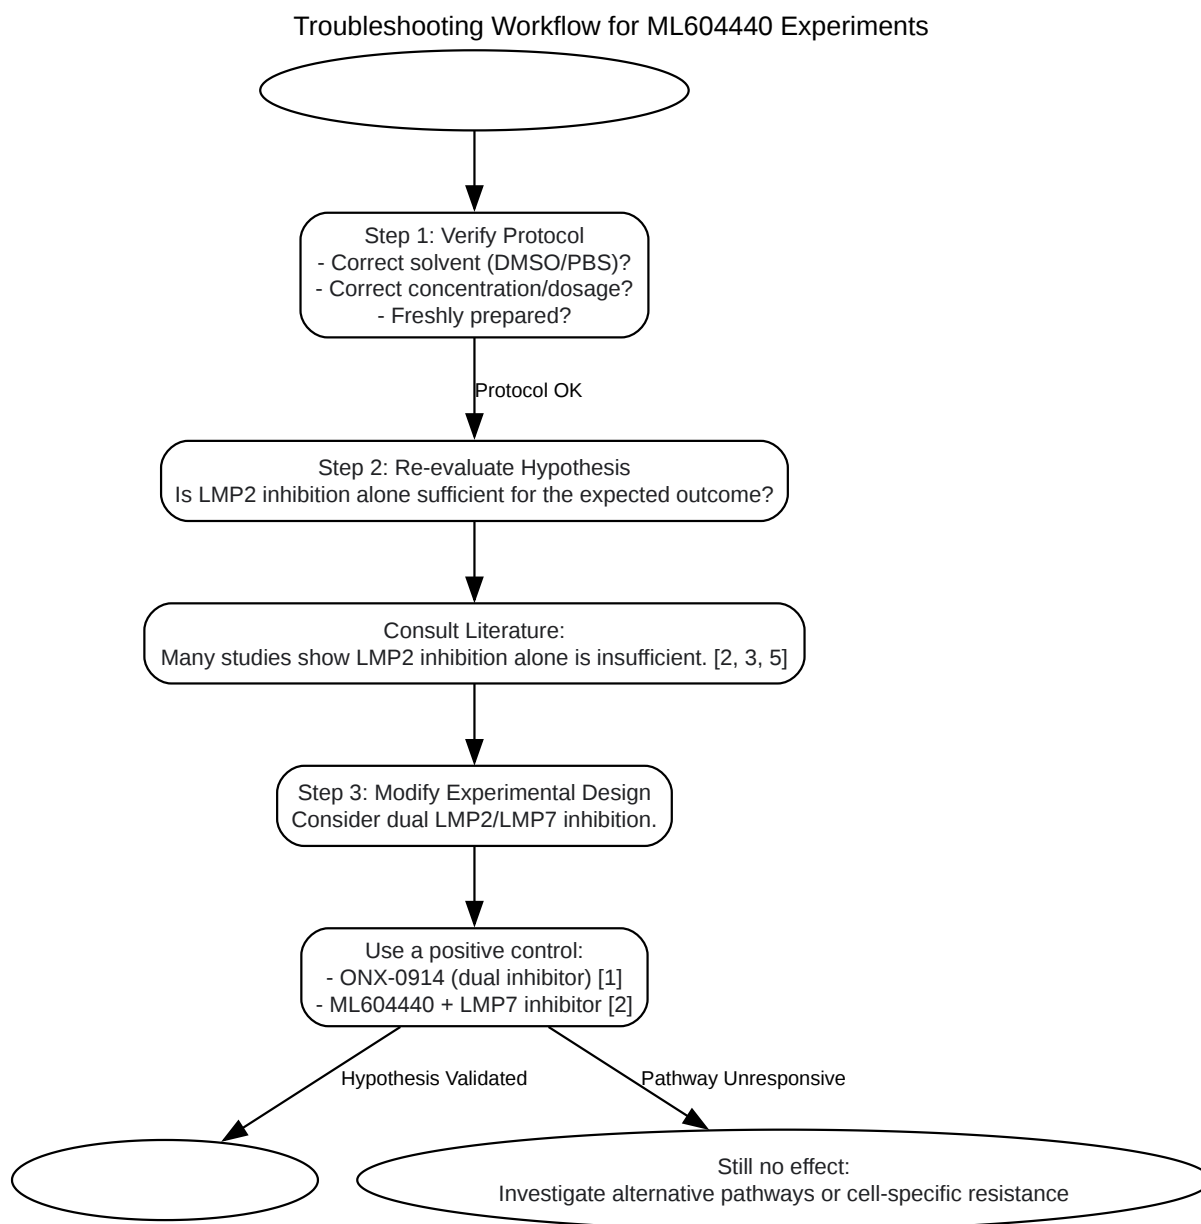 Troubleshooting Workflow for ML604440 Experiments
Step 1: Verify Protocol
- Correct solvent (DMSO/PBS)?
- Correct concentration/dosage?
- Freshly prepared?
Protocol OK
Step 2: Re-evaluate Hypothesis
Is LMP2 inhibition alone sufficient for the expected outcome?
Consult Literature:
Many studies show LMP2 inhibition alone is insufficient. [2, 3, 5]
Step 3: Modify Experimental Design
Consider dual LMP2/LMP7 inhibition.
Use a positive control:
- ONX-0914 (dual inhibitor) [1]
- ML604440 + LMP7 inhibitor [2]
Hypothesis Validated
Pathway Unresponsive
Still no effect:
Investigate alternative pathways or cell-specific resistance